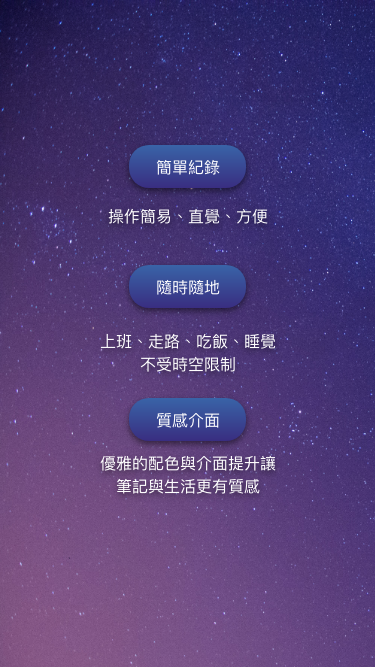 簡單紀錄
操作簡易、直覺、方便
隨時隨地
上班、走路、吃飯、睡覺
不受時空限制
質感介面
優雅的配色與介面提升讓
筆記與生活更有質感